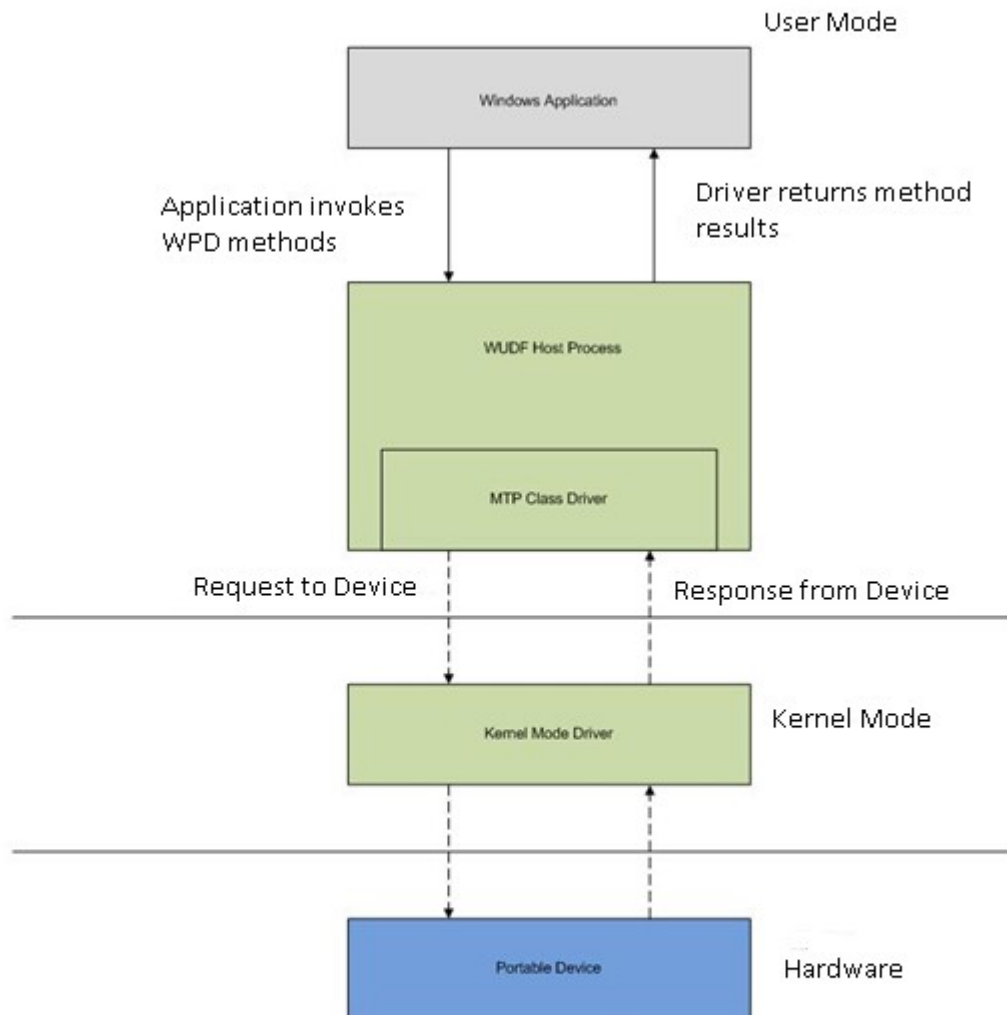 User Mode
Windows Application
Application invokes
WPD methods
Driver returns method
results
WUDF Host Process
MTP Class Driver
Request to Device
Response from Device
Kernel Mode Driver
Kernel Mode
Portable Device
Hardware